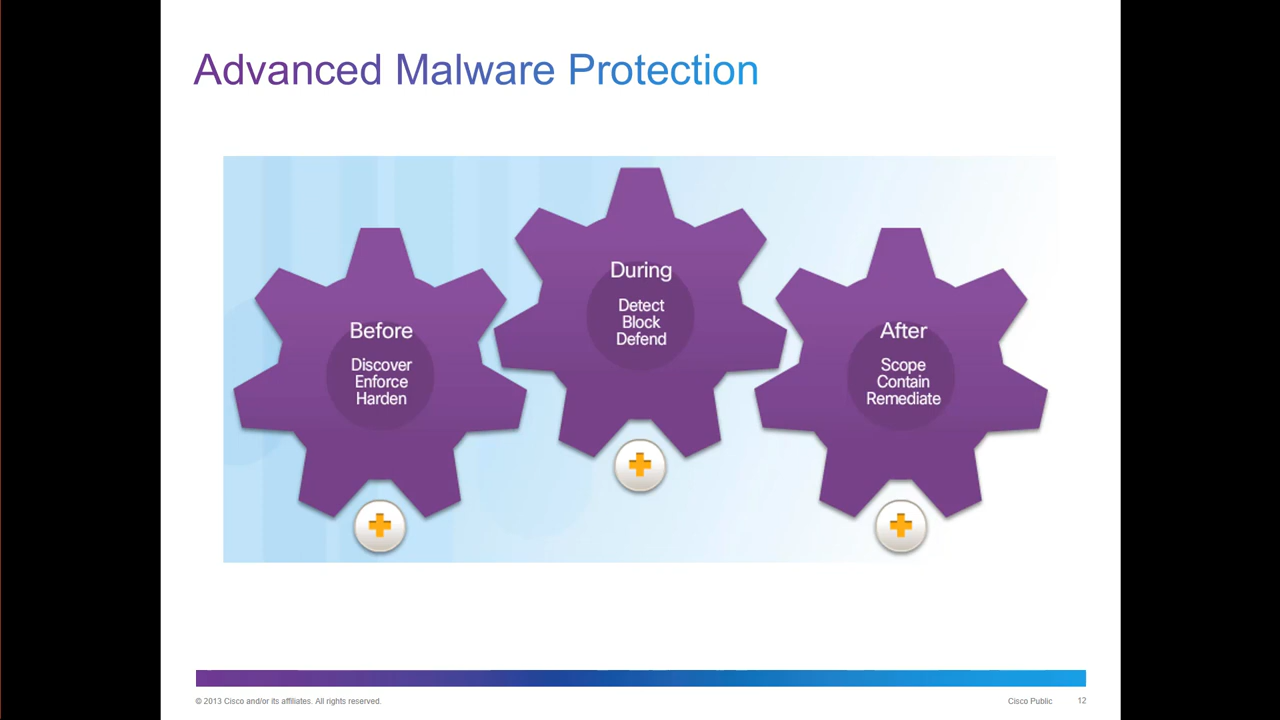 Advanced Malware Protection
Before
Discover
Enforce
Harden
During
Detect
Block
Defend
After
Scope
Contain
Remediate
© 2013 Cisco and/or its affiliates. All rights reserved.
Cisco Public
12